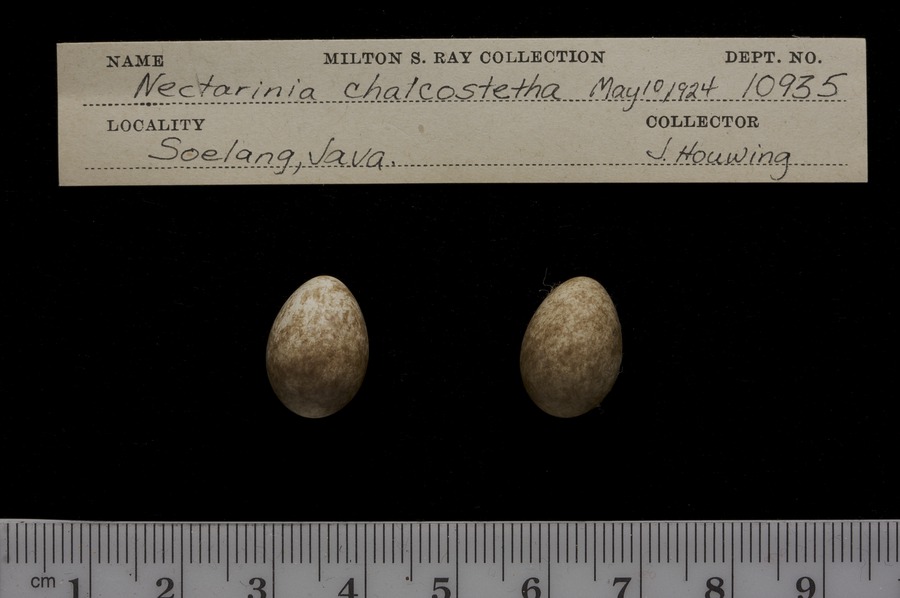 NAME MILTON S. RAY COLLECTION DEPT. NO.
Nectarinia chalcostetha May 10 1924 10935
LOCALITY COLLECTOR
Soelang, Java. J. Houwing
cm 1 2 3 4 5 6 7 8 9